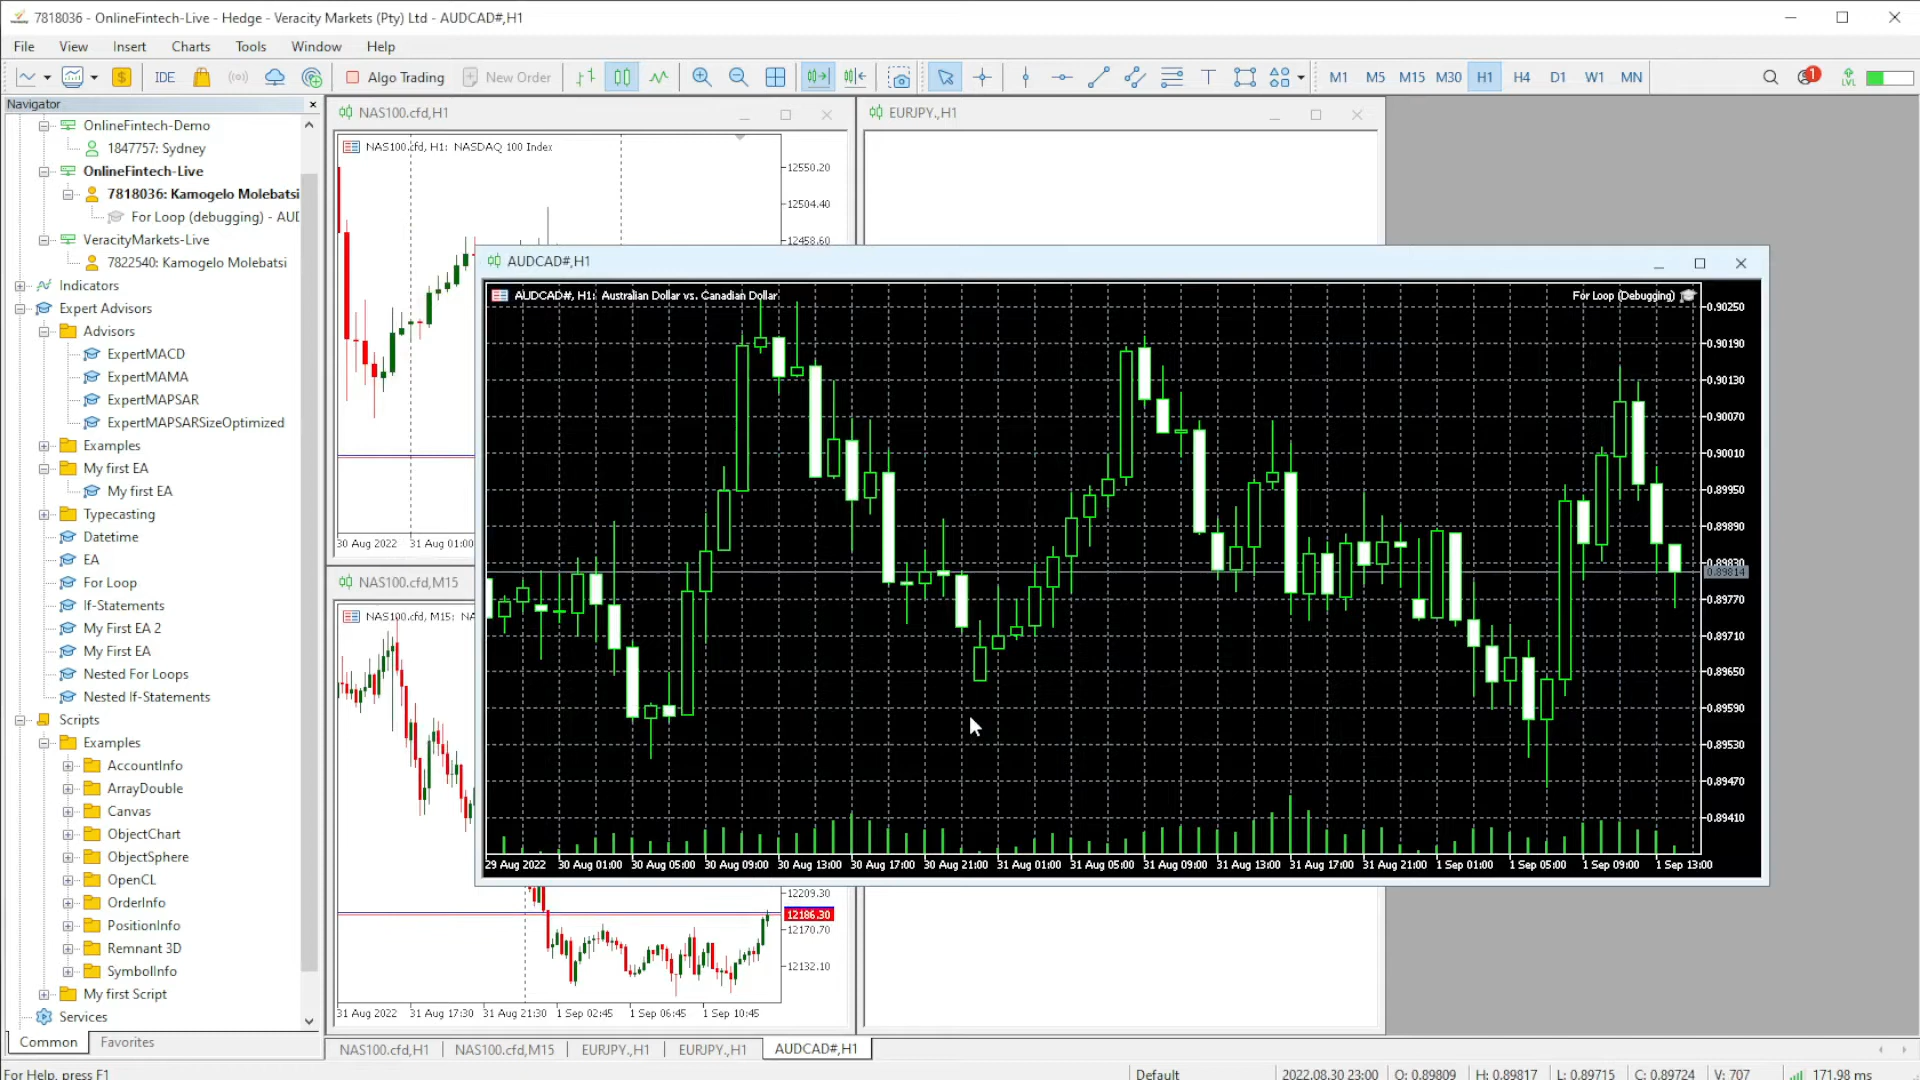 7818036 - OnlineFintech-Live - Hedge - Veracity Markets (Pty) Ltd - AUDCAD#,H1
File View Insert Charts Tools Window Help
IDE Algo Trading New Order M1 M5 M15 M30 H1 H4 D1 W1 MN 1 LVL
Navigator
OnlineFintech-Demo
1847757: Sydney
OnlineFintech-Live
7818036: Kamogelo Molebatsi
For Loop (debugging) - AUD
VeracityMarkets-Live
7822540: Kamogelo Molebatsi
Indicators
Expert Advisors
Advisors
ExpertMACD
ExpertMAMA
ExpertMAPSAR
ExpertMAPSARSizeOptimized
Examples
My first EA
My first EA
Typecasting
Datetime
EA
For Loop
If-Statements
My First EA 2
My First EA
Nested For Loops
Nested If-Statements
Scripts
Examples
AccountInfo
ArrayDouble
Canvas
ObjectChart
ObjectSphere
OpenCL
OrderInfo
PositionInfo
Remnant 3D
SymbolInfo
My first Script
Services
Common Favorites
For Help, press F1
NAS100.cfd,H1
NAS100.cfd, H1: NASDAQ 100 Index
12550.20
12504.40
12458.60
30 Aug 2022 31 Aug 01:00
EURJPY.,H1
NAS100.cfd,M15
NAS100.cfd, M15: NA
12209.30
12186.30
12170.70
12132.10
31 Aug 2022 31 Aug 17:30 31 Aug 21:30 1 Sep 02:45 1 Sep 06:45 1 Sep 10:45
AUDCAD#,H1
AUDCAD#, H1: Australian Dollar vs. Canadian Dollar
For Loop (Debugging)
0.90250
0.90190
0.90130
0.90070
0.90010
0.89950
0.89890
0.89830
0.89814
0.89770
0.89710
0.89650
0.89590
0.89530
0.89470
0.89410
29 Aug 2022 30 Aug 01:00 30 Aug 05:00 30 Aug 09:00 30 Aug 13:00 30 Aug 17:00 30 Aug 21:00 31 Aug 01:00 31 Aug 05:00 31 Aug 09:00 31 Aug 13:00 31 Aug 17:00 31 Aug 21:00 1 Sep 01:00 1 Sep 05:00 1 Sep 09:00 1 Sep 13:00
NAS100.cfd,H1 NAS100.cfd,M15 EURJPY.,H1 EURJPY.,H1 AUDCAD#,H1
Default 2022.08.30 23:00 O: 0.89809 H: 0.89817 L: 0.89715 C: 0.89724 V: 707 171.98 ms